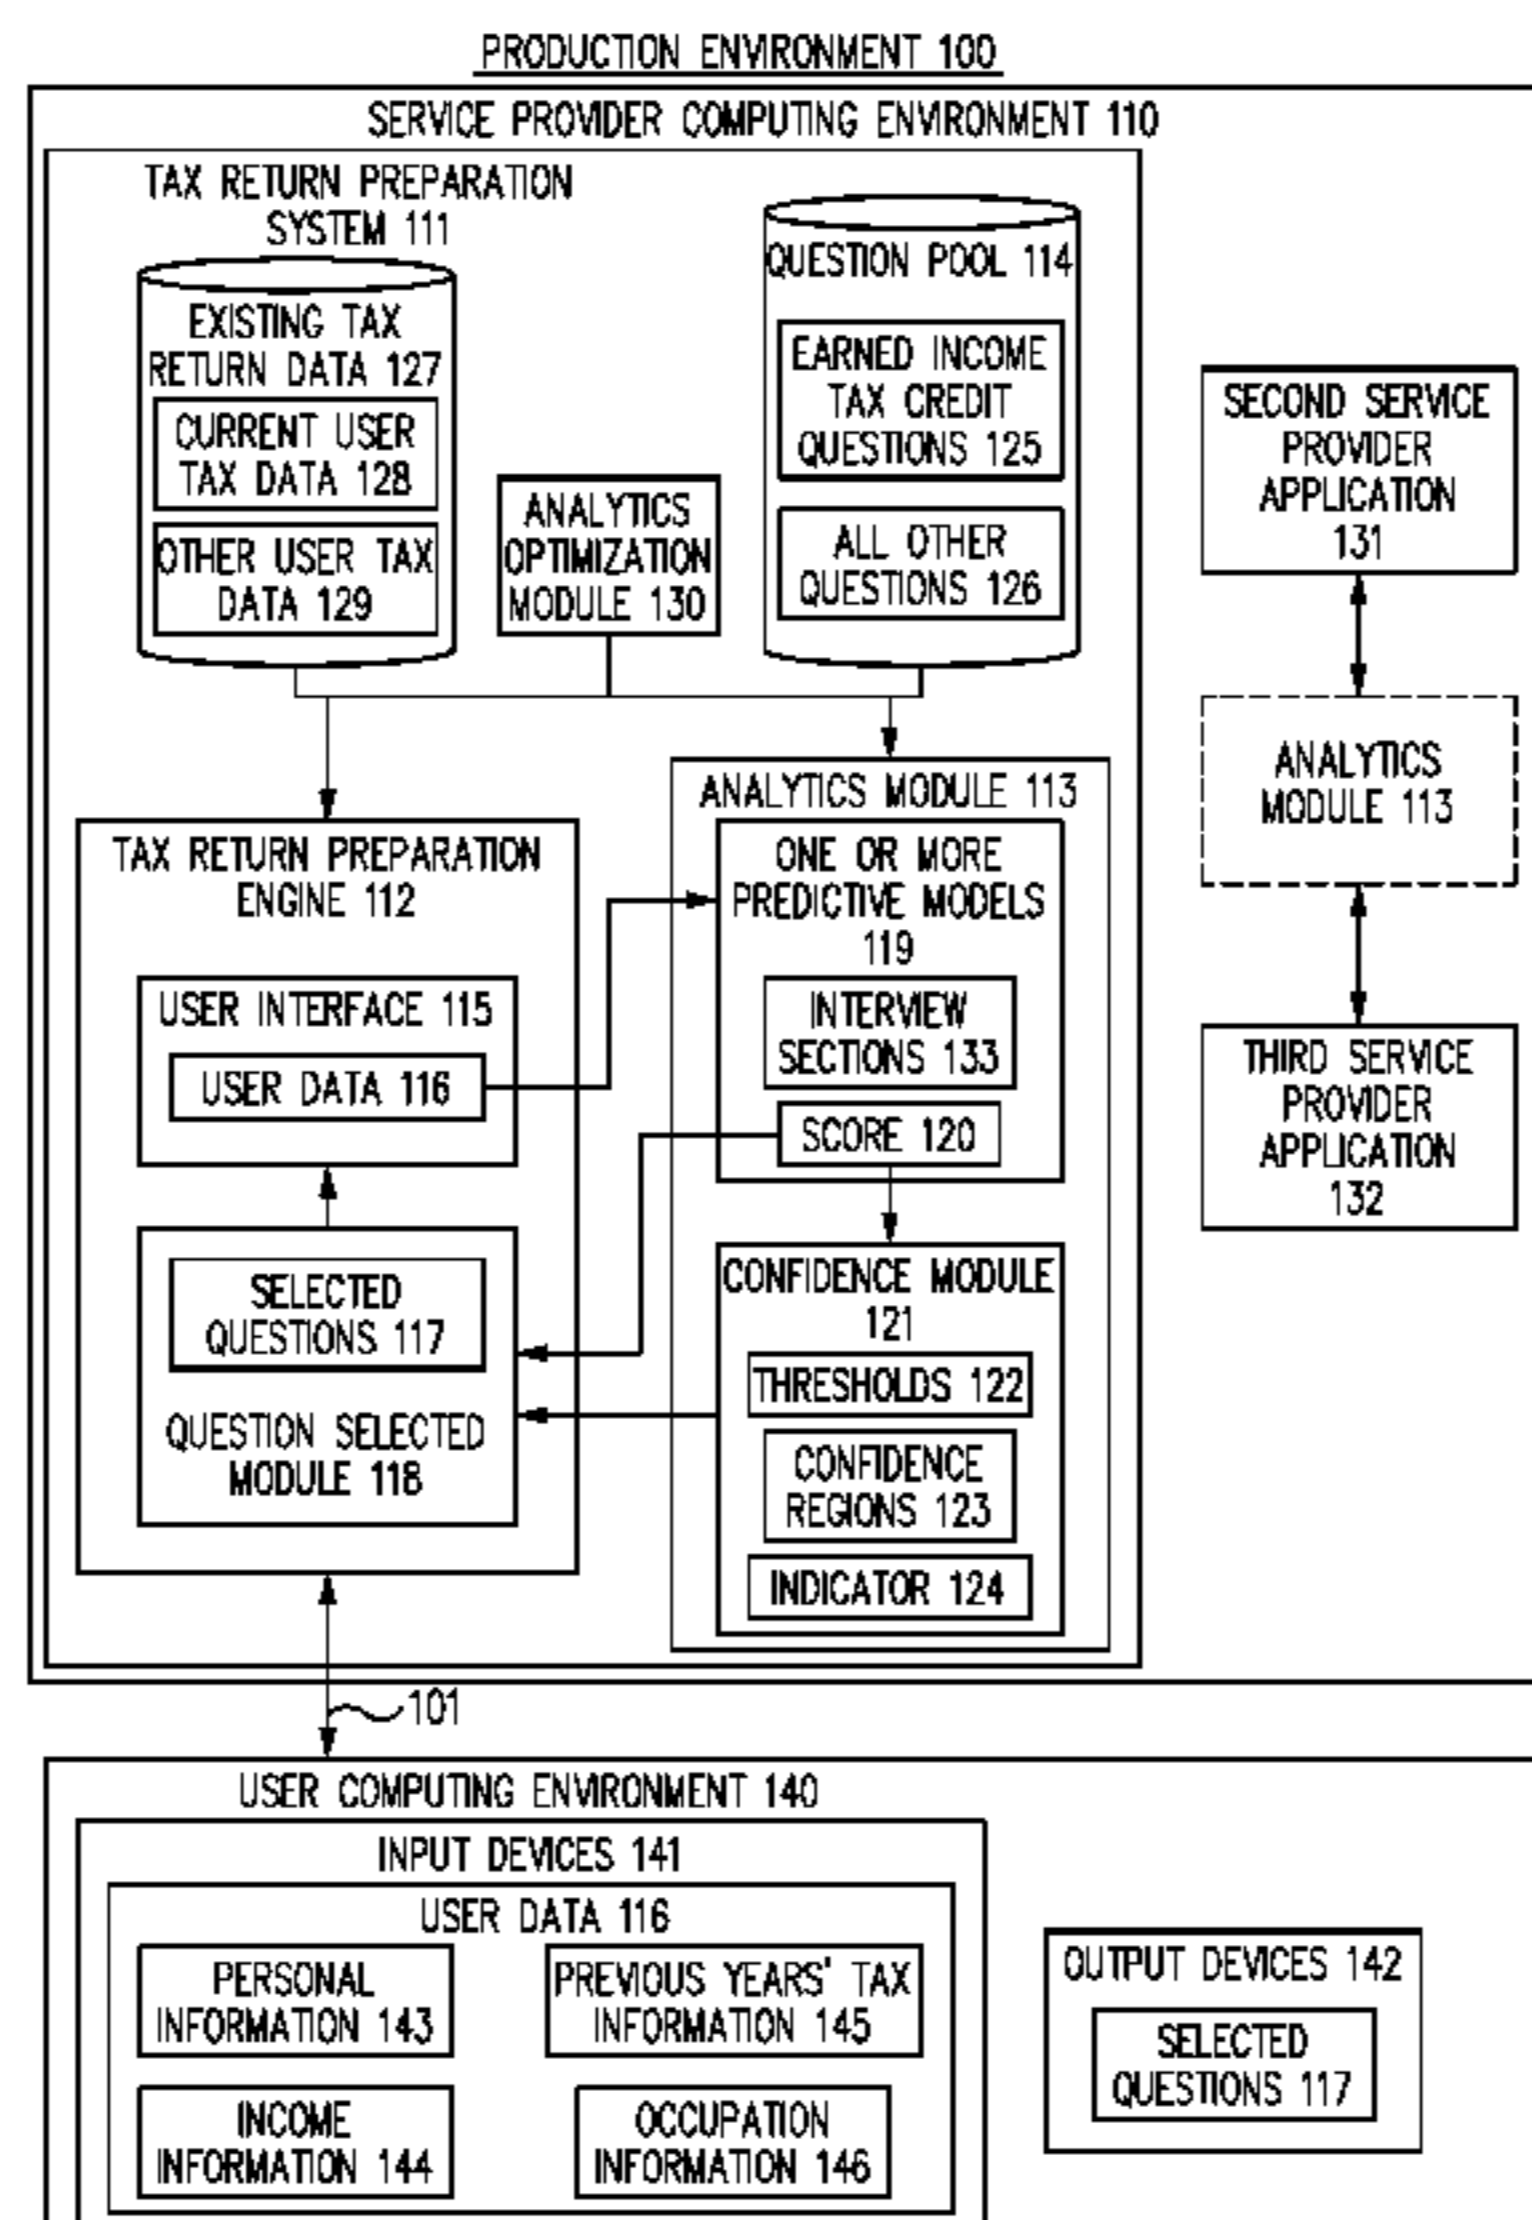 PRODUCTION ENVIRONMENT 100
SERVICE PROVIDER COMPUTING ENVIRONMENT 110
TAX RETURN PREPARATION
SYSTEM 111
EXISTING TAX
RETURN DATA 127
CURRENT USER
TAX DATA 128
OTHER USER TAX
DATA 129
ANALYTICS
OPTIMIZATION
MODULE 130
QUESTION POOL 114
EARNED INCOME
TAX CREDIT
QUESTIONS 125
ALL OTHER
QUESTIONS 126
SECOND SERVICE
PROVIDER
APPLICATION
131
ANALYTICS
MODULE 113
THIRD SERVICE
PROVIDER
APPLICATION
132
TAX RETURN PREPARATION
ENGINE 112
USER INTERFACE 115
USER DATA 116
SELECTED
QUESTIONS 117
QUESTION SELECTED
MODULE 118
ANALYTICS MODULE 113
ONE OR MORE
PREDICTIVE MODELS
119
INTERVIEW
SECTIONS 133
SCORE 120
CONFIDENCE MODULE
121
THRESHOLDS 122
CONFIDENCE
REGIONS 123
INDICATOR 124
101
USER COMPUTING ENVIRONMENT 140
INPUT DEVICES 141
USER DATA 116
PERSONAL
INFORMATION 143
PREVIOUS YEARS' TAX
INFORMATION 145
INCOME
INFORMATION 144
OCCUPATION
INFORMATION 146
OUTPUT DEVICES 142
SELECTED
QUESTIONS 117